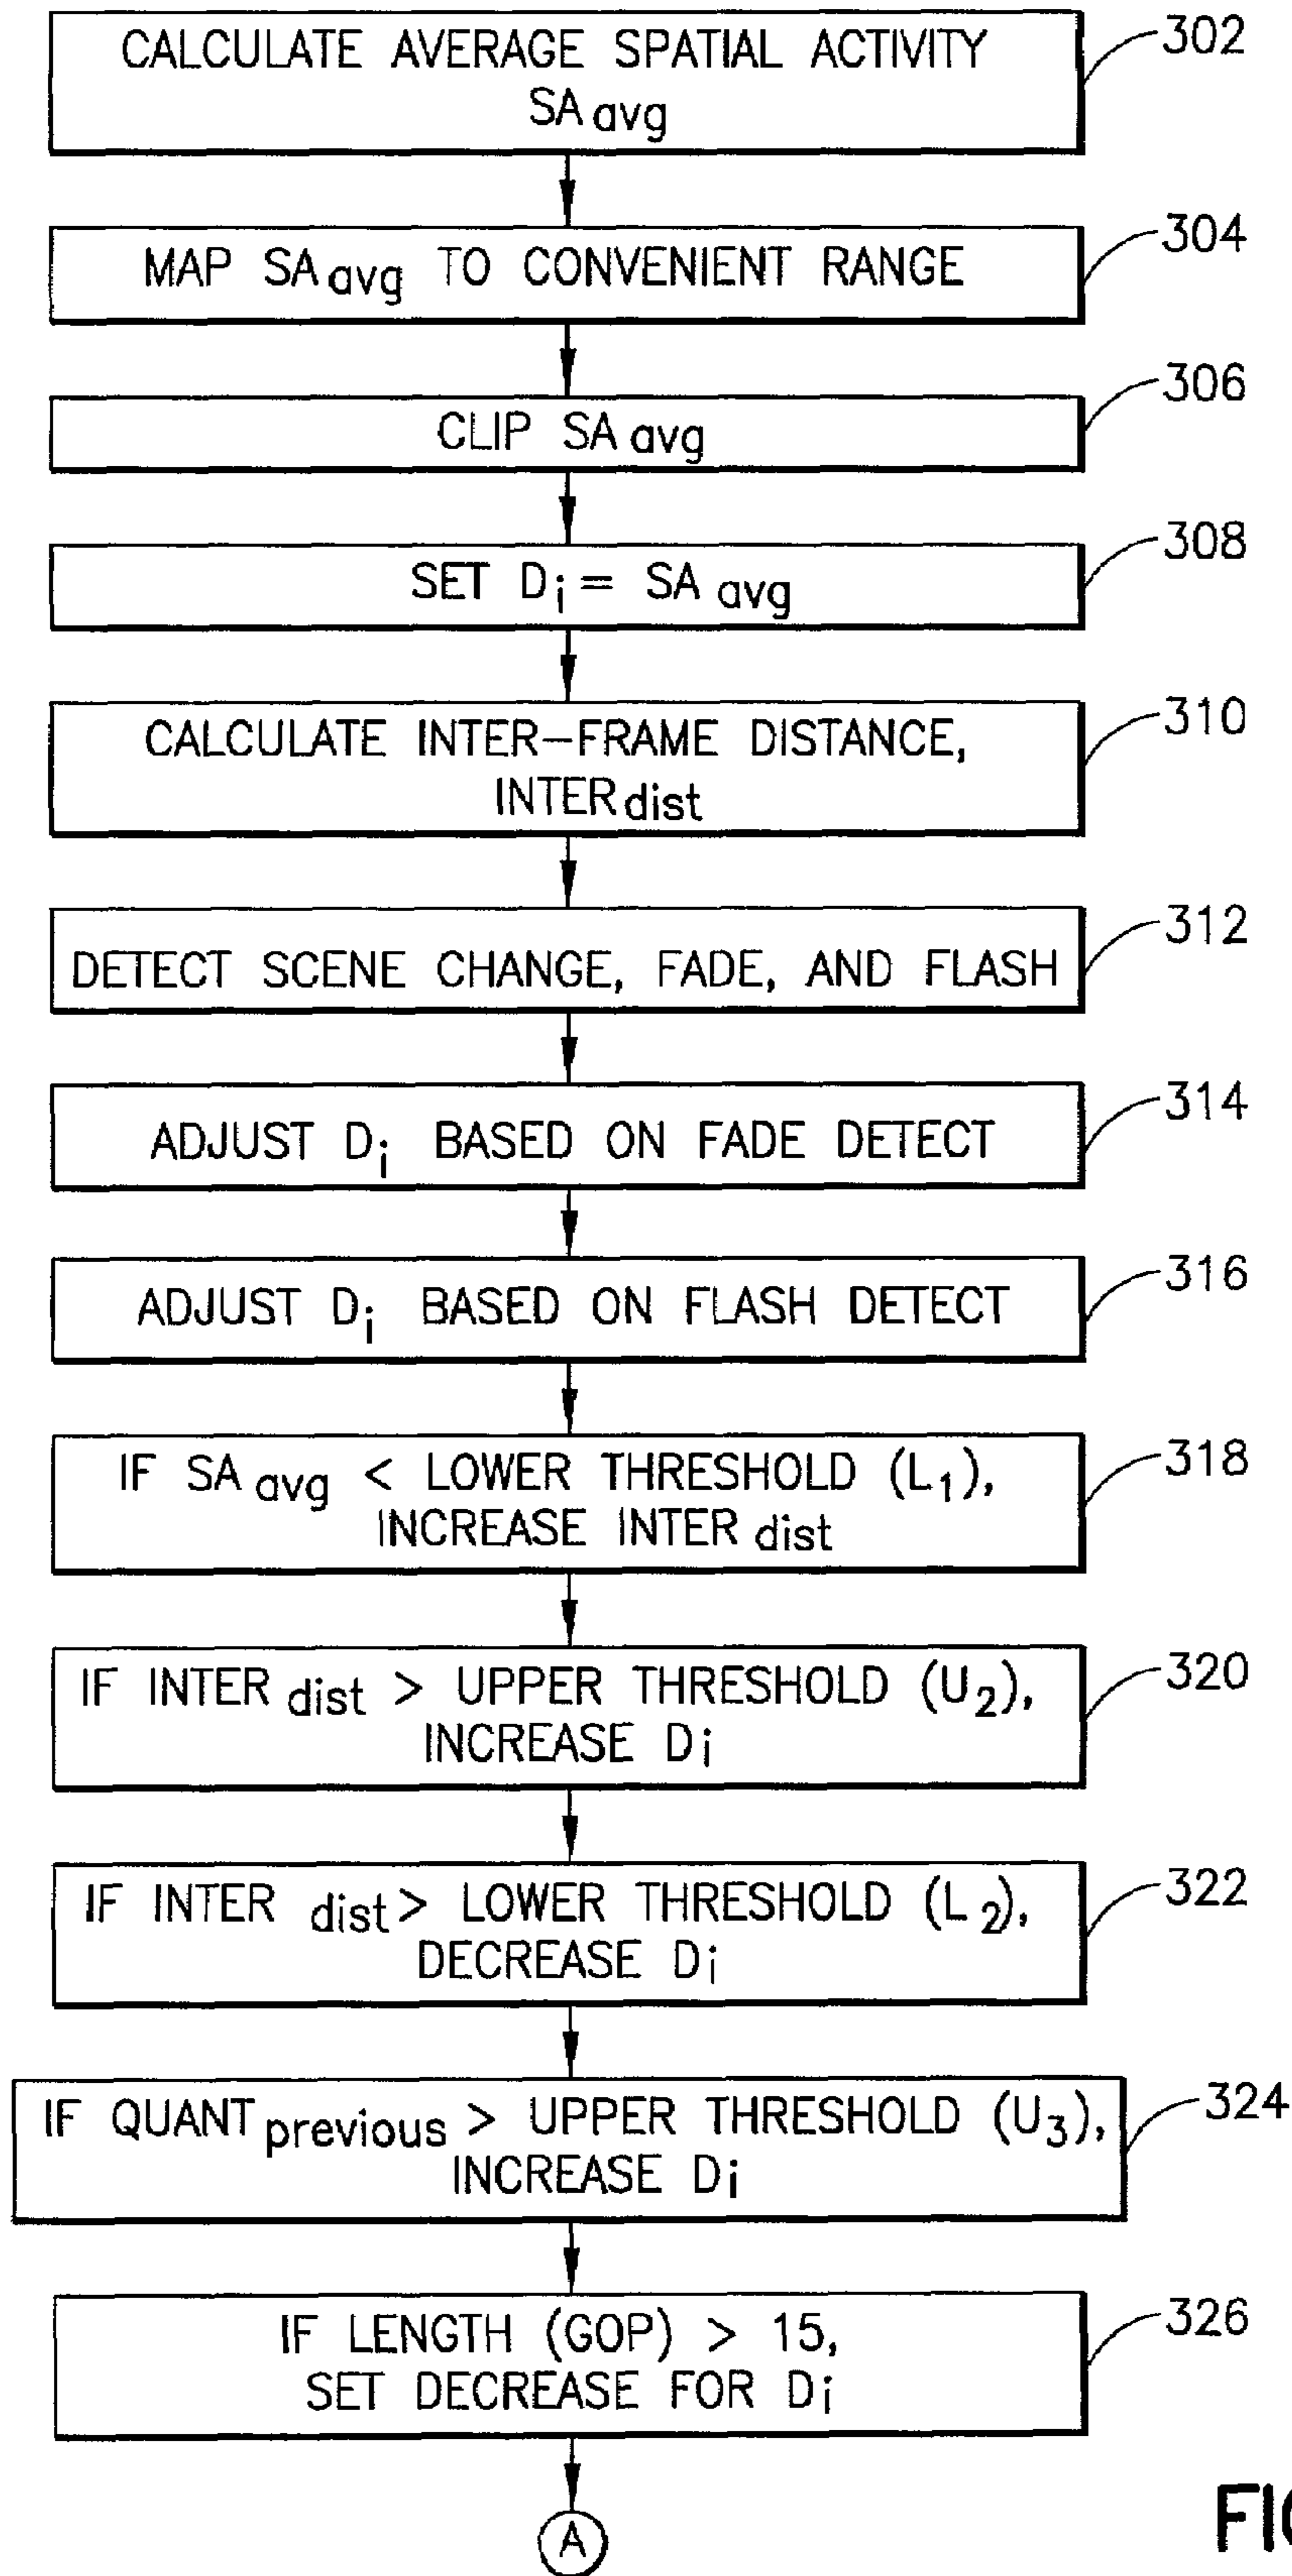 CALCULATE AVERAGE SPATIAL ACTIVITY
SA avg
302
MAP SA avg TO CONVENIENT RANGE
304
CLIP SA avg
306
SET Di = SA avg
308
CALCULATE INTER-FRAME DISTANCE,
INTER dist
310
DETECT SCENE CHANGE, FADE, AND FLASH
312
ADJUST Di BASED ON FADE DETECT
314
ADJUST Di BASED ON FLASH DETECT
316
IF SA avg < LOWER THRESHOLD (L1),
INCREASE INTER dist
318
IF INTER dist > UPPER THRESHOLD (U2),
INCREASE Di
320
IF INTER dist > LOWER THRESHOLD (L2),
DECREASE Di
322
IF QUANT previous > UPPER THRESHOLD (U3),
INCREASE Di
324
IF LENGTH (GOP) > 15,
SET DECREASE FOR Di
326
A